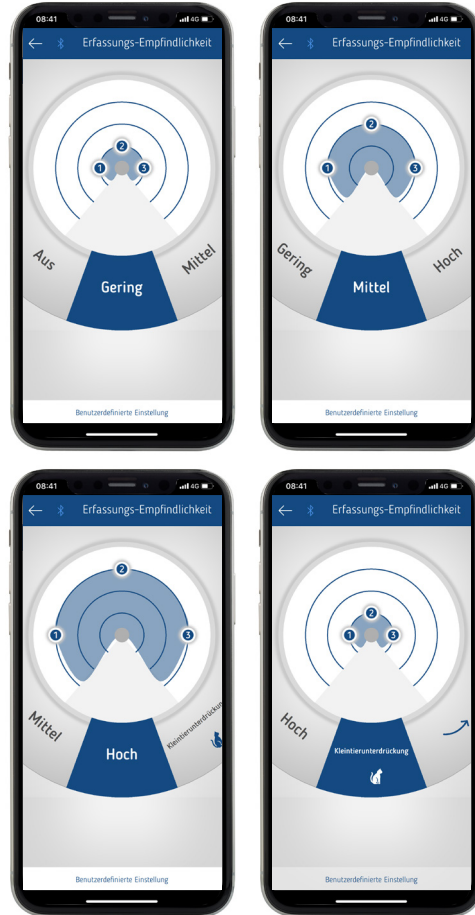 08:41
4G
Erfassungs-Empfindlichkeit
2
1
3
Aus
Gering
Mittel
Benutzerdefinierte Einstellung
08:41
4G
Erfassungs-Empfindlichkeit
2
1
3
Gering
Mittel
Hoch
Benutzerdefinierte Einstellung
08:41
4G
Erfassungs-Empfindlichkeit
2
1
3
Mittel
Hoch
Kleintierunterdrückung
Benutzerdefinierte Einstellung
08:41
4G
Erfassungs-Empfindlichkeit
2
1
3
Hoch
Kleintierunterdrückung
Benutzerdefinierte Einstellung